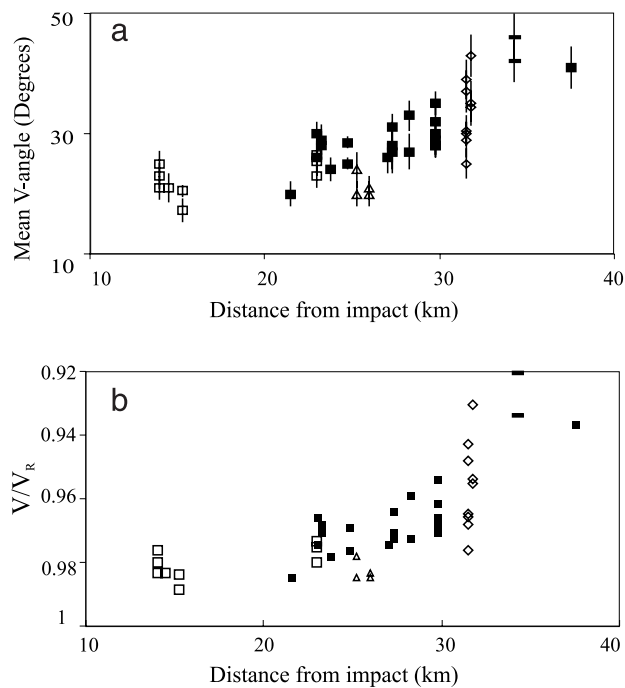 a
50
30
10
Mean V-angle (Degrees)
10 20 30 40
Distance from impact (km)
b
0.92
0.94
0.96
0.98
1
V/VR
10 20 30 40
Distance from impact (km)